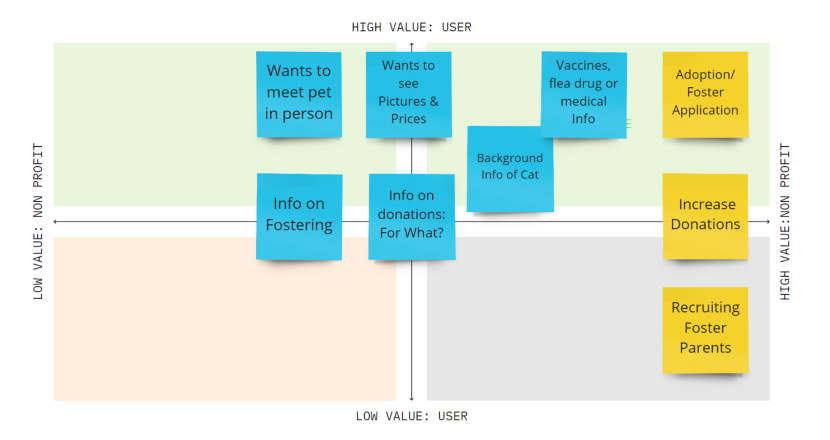 HIGH VALUE: USER
Wants to
meet pet
in person
Wants to
see
Pictures &
Prices
Vaccines,
flea drug or
medical
Info
Adoption/
Foster
Application
E
Background
Info of Cat
LOW VALUE: NON PROFIT
HIGH VALUE:NON PROFIT
Info on
Fostering
Info on
donations:
For What?
Increase
Donations
Recruiting
Foster
Parents
LOW VALUE: USER